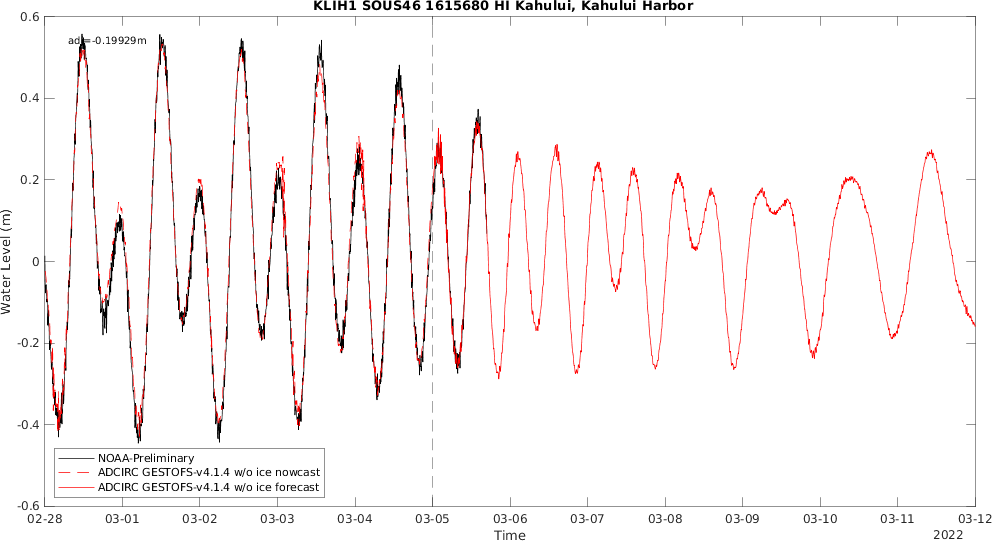 KLIH1 SOUS46 1615680 HI Kahului, Kahului Harbor
0.6
adj=-0.19929m
0.4
0.2
0
-0.2
-0.4
-0.6
Water Level (m)
NOAA-Preliminary
ADCIRC GESTOFS-v4.1.4 w/o ice nowcast
ADCIRC GESTOFS-v4.1.4 w/o ice forecast
02-28 03-01 03-02 03-03 03-04 03-05 03-06 03-07 03-08 03-09 03-10 03-11 03-12
Time
2022